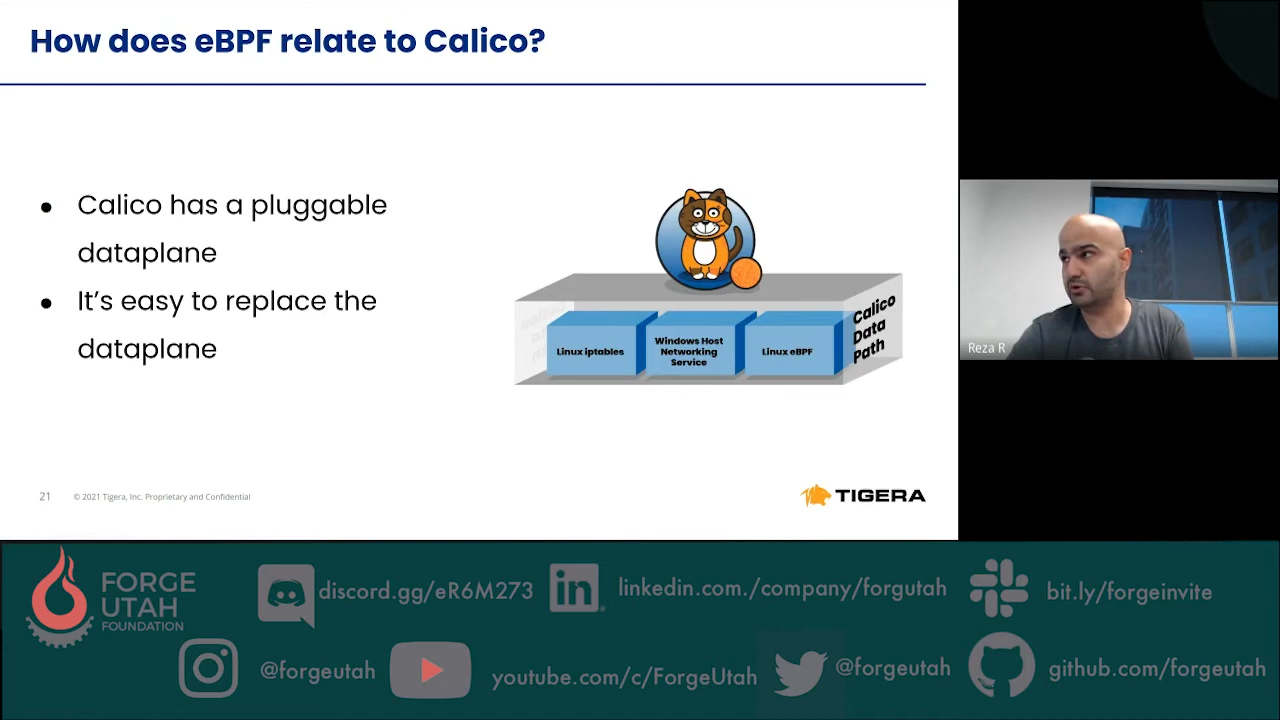 How does eBPF relate to Calico?
● Calico has a pluggable
dataplane
● It's easy to replace the
dataplane
Linux iptables
Windows Host
Networking
Service
Linux eBPF
Calico
Data
Path
21
© 2021 Tigera, Inc. Proprietary and Confidential
TIGERA
Reza R
FORGE
UTAH
FOUNDATION
discord.gg/eR6M273
linkedin.com./company/forgutah
bit.ly/forgeinvite
@forgeutah
youtube.com/c/ForgeUtah
@forgeutah
github.com/forgeutah